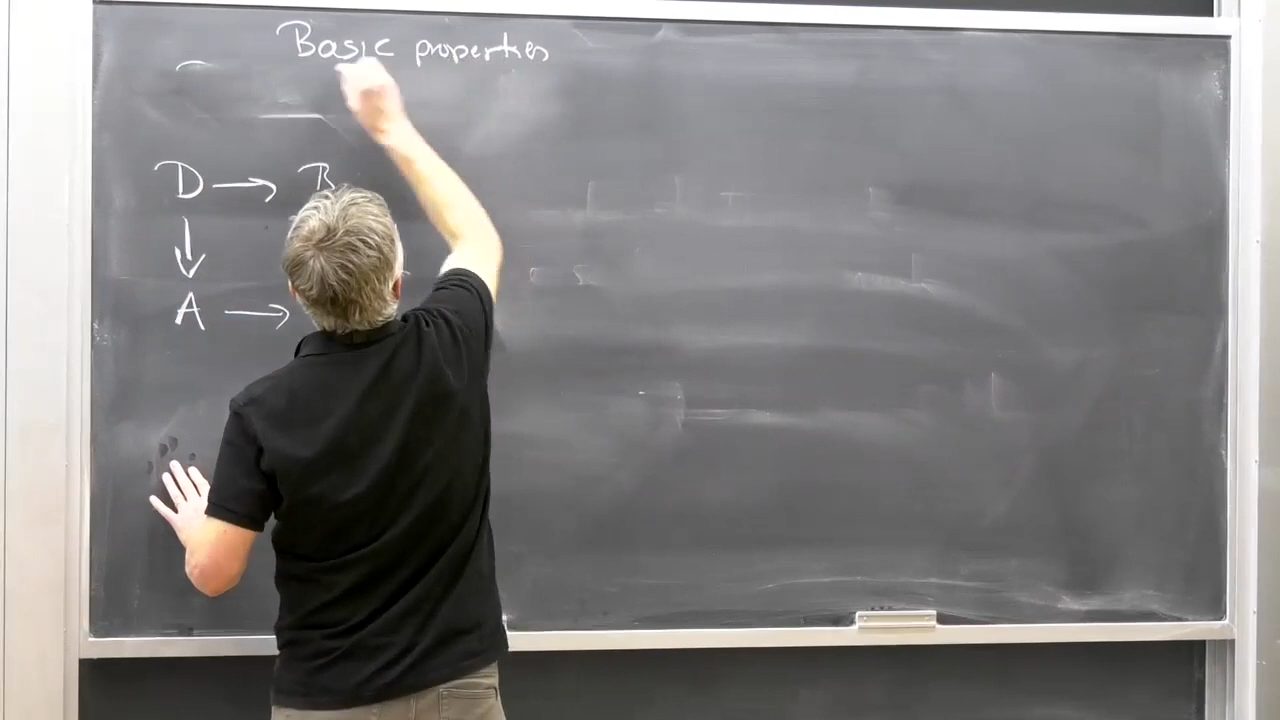 Basic properties
D → B
↓
A →